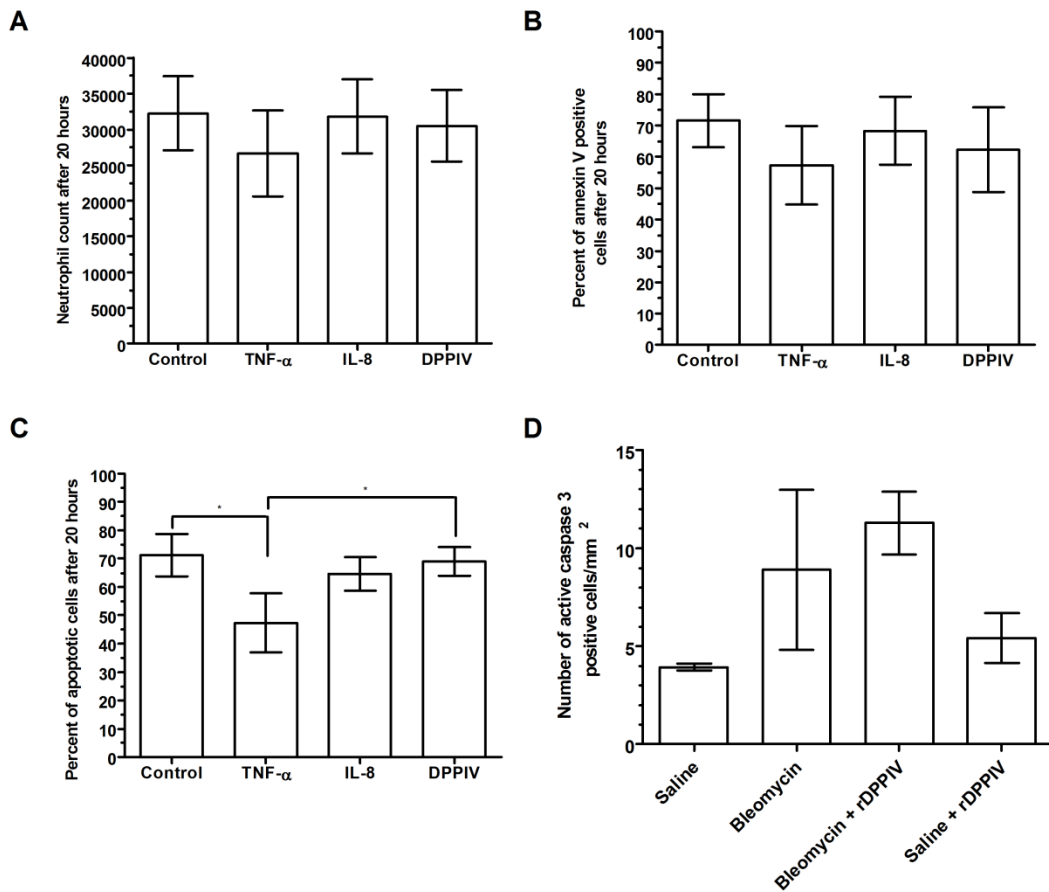 A
Neutrophil count after 20 hours
40000
35000
30000
25000
20000
15000
10000
5000
0
Control TNF-α IL-8 DPPIV
B
Percent of annexin V positive
cells after 20 hours
100
90
80
70
60
50
40
30
20
10
0
Control TNF-α IL-8 DPPIV
C
Percent of apoptotic cells after 20 hours
100
90
80
70
60
50
40
30
20
10
0
*
*
Control TNF-α IL-8 DPPIV
D
Number of active caspase 3
positive cells/mm²
15
10
5
0
Saline
Bleomycin
Bleomycin + rDPPIV
Saline + rDPPIV